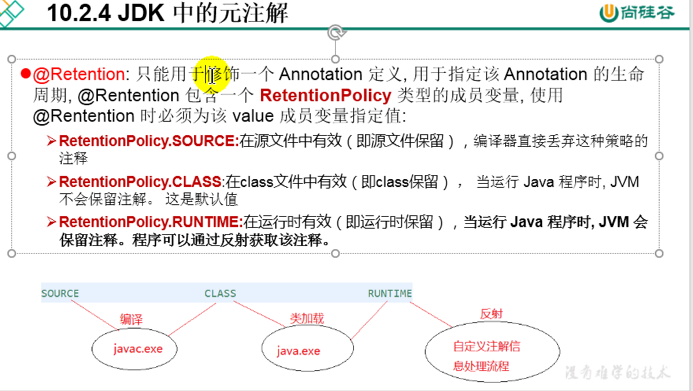 10.2.4 JDK 中的元注解
尚硅谷
@Retention: 只能用于修饰一个 Annotation 定义, 用于指定该 Annotation 的生命
周期, @Rentention 包含一个 RetentionPolicy 类型的成员变量, 使用
@Rentention 时必须为该 value 成员变量指定值:
RetentionPolicy.SOURCE:在源文件中有效（即源文件保留）, 编译器直接丢弃这种策略的
注释
RetentionPolicy.CLASS:在class文件中有效（即class保留）， 当运行 Java 程序时, JVM
不会保留注解。 这是默认值
RetentionPolicy.RUNTIME:在运行时有效（即运行时保留）, 当运行 Java 程序时, JVM 会
保留注释。程序可以通过反射获取该注释。
SOURCE CLASS RUNTIME
编译 类加载 反射
javac.exe java.exe 自定义注解信
息处理流程
没有难学的技术